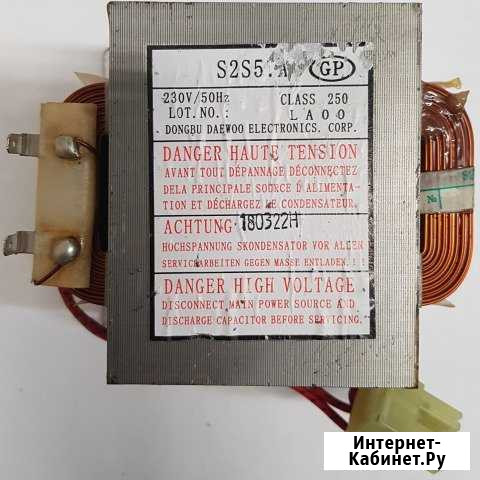 S2S5.A GP
230V/50Hz CLASS 250
LOT.NO.: LA00
DONGBU DAEWOO ELECTRONICS. CORP.
DANGER HAUTE TENSION
AVANT TOUT DÉPANNAGE DÉCONNECTEZ
DELA PRINCIPALE SOURCE D'ALIMENTA-
TION ET DÉCHARGEZ LE CONDENSATEUR.
ACHTUNG 180322H
HOCHSPANNUNG SKONDENSATOR VOR ALLEN
SERVICEARBEITEN GEGEN MASSE ENTLADEN.!!
DANGER HIGH VOLTAGE
DISCONNECT MAIN POWER SOURCE AND
DISCHARGE CAPACITOR BEFORE SERVICING.
Интернет-
Кабинет.Ру